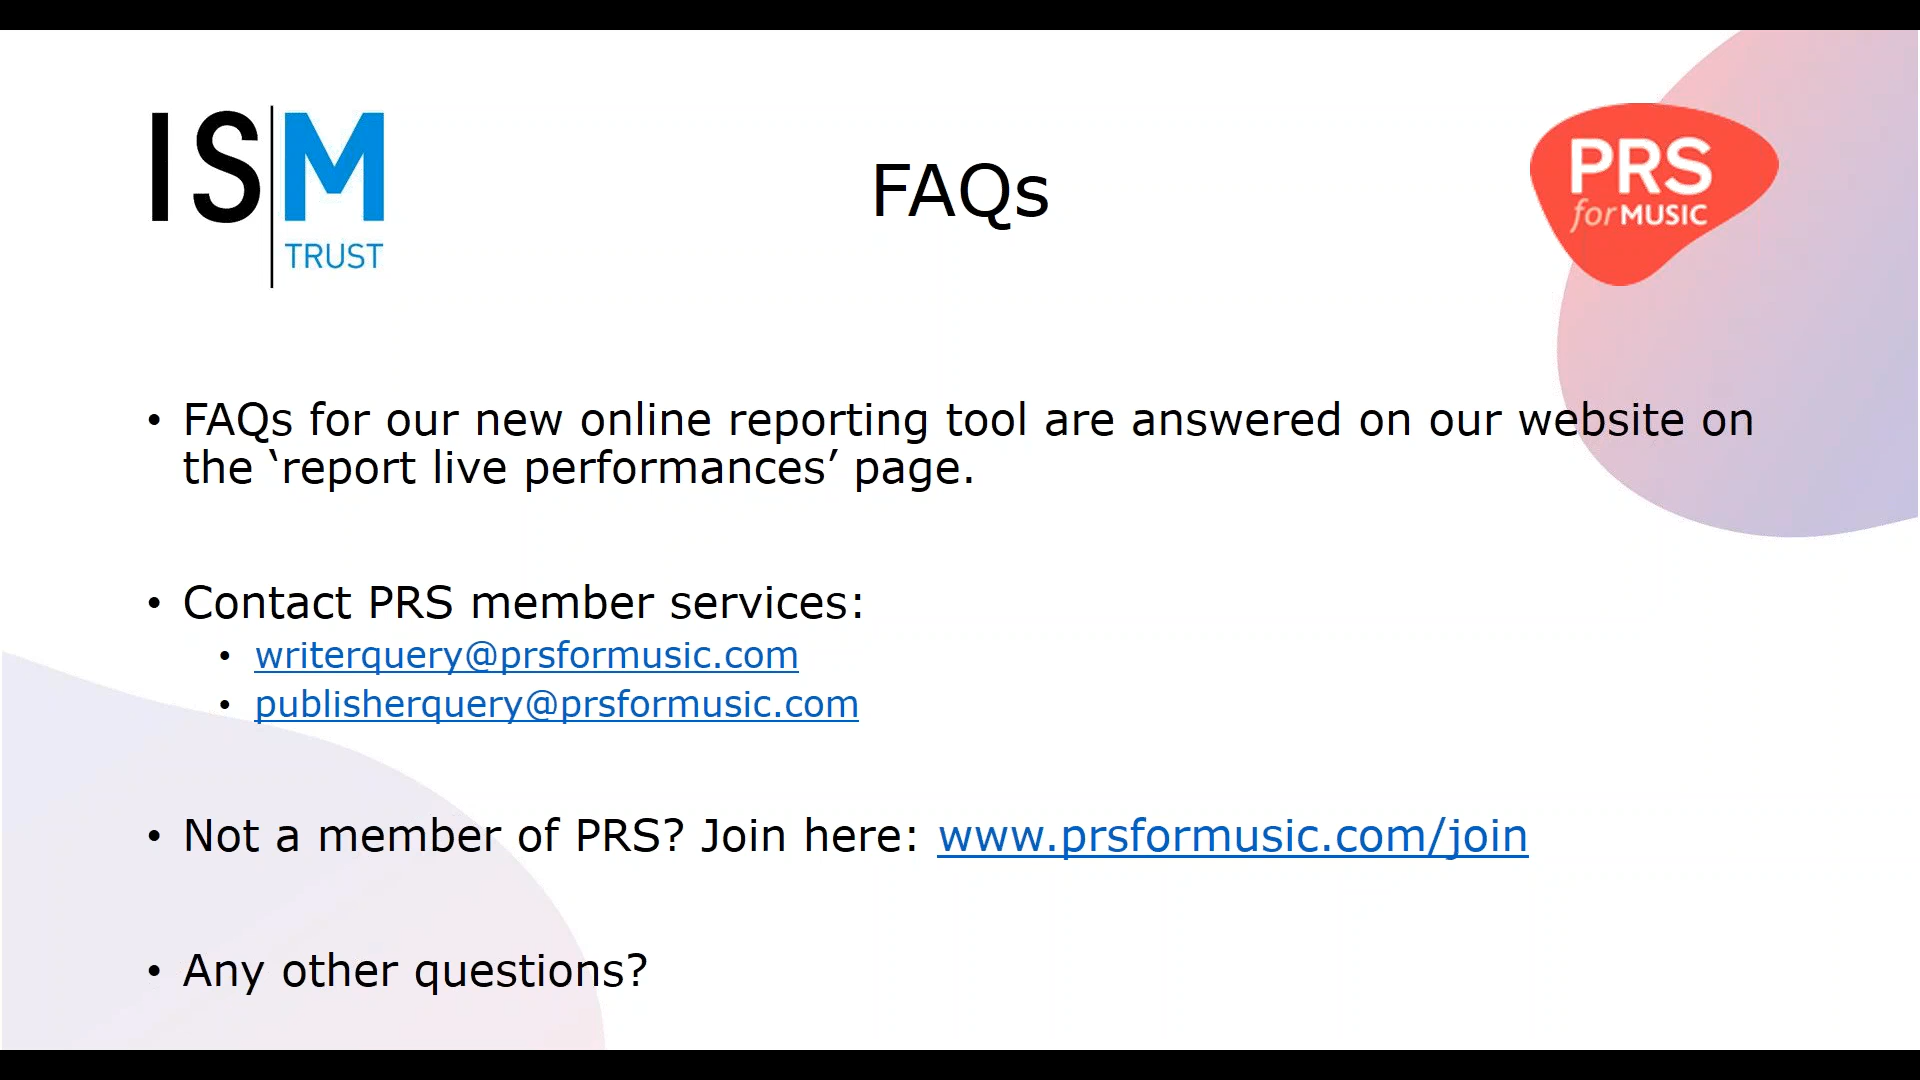 ISM
TRUST
FAQs
PRS
for MUSIC
• FAQs for our new online reporting tool are answered on our website on
the ‘report live performances’ page.
• Contact PRS member services:
• writerquery@prsformusic.com
• publisherquery@prsformusic.com
• Not a member of PRS? Join here: www.prsformusic.com/join
• Any other questions?